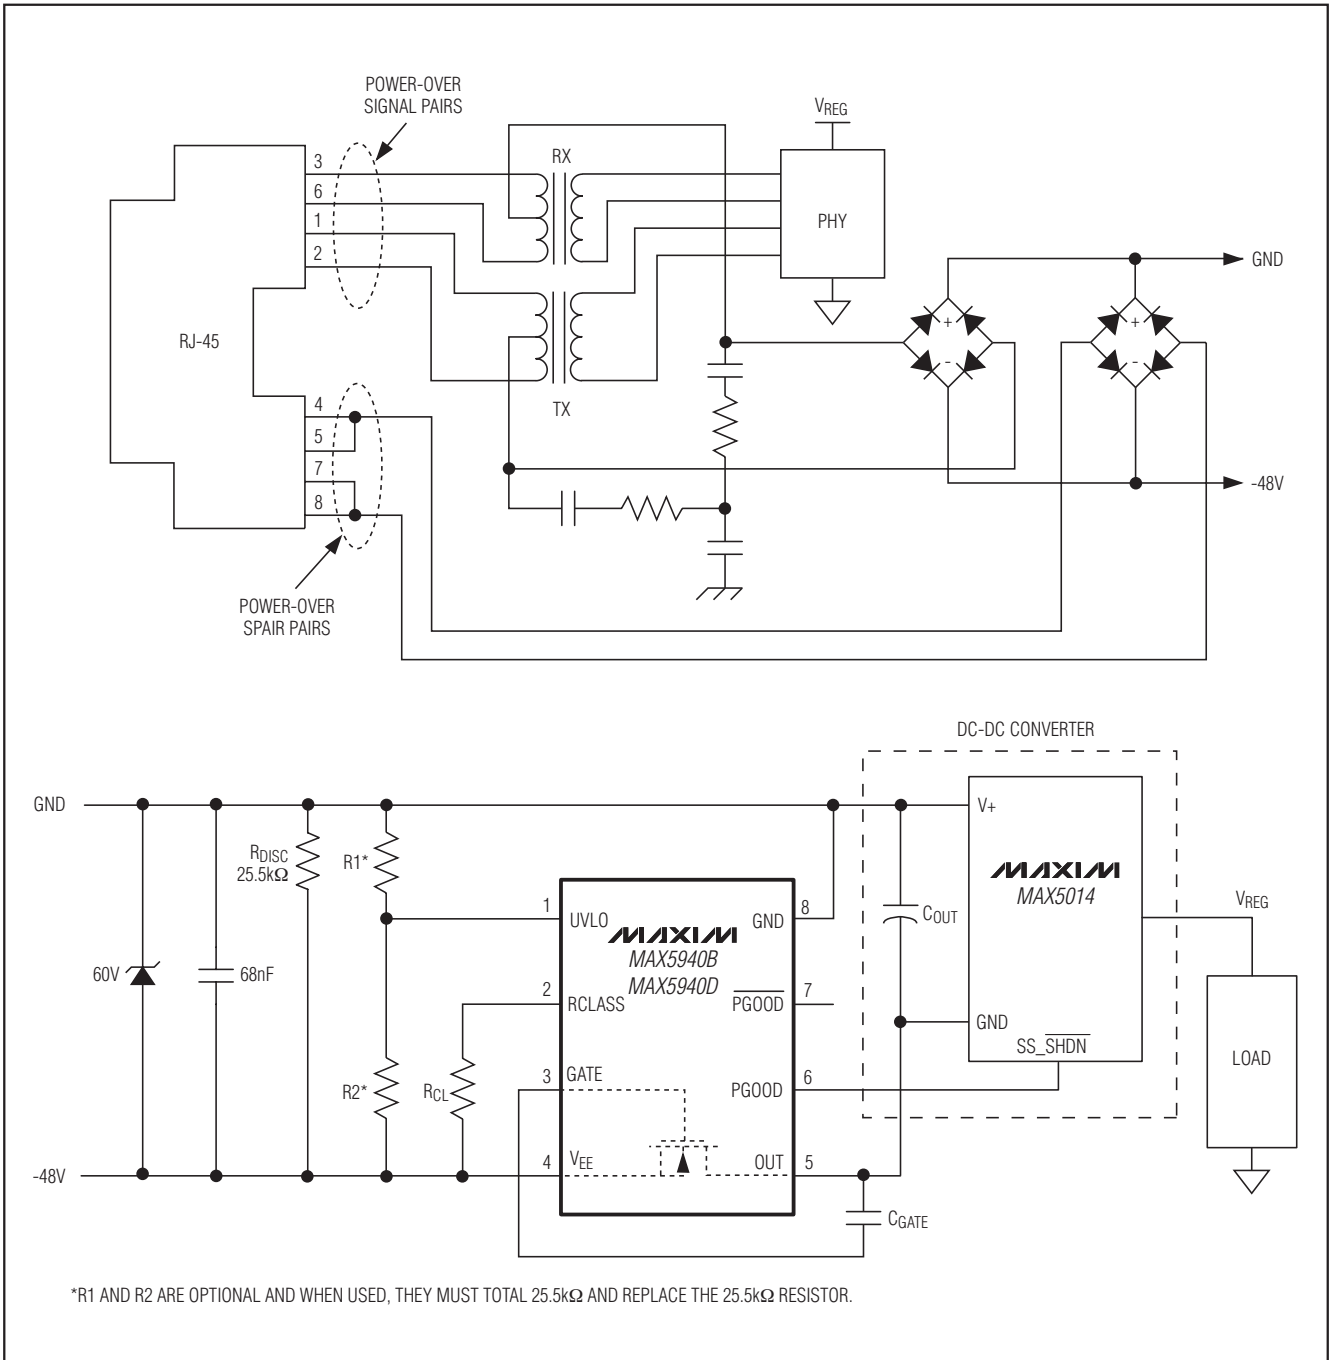 POWER-OVER
SIGNAL PAIRS
VREG
RX
3
6
1
2
PHY
GND
RJ-45
+
+
-
-
TX
4
5
7
8
-48V
POWER-OVER
SPAIR PAIRS
DC-DC CONVERTER
GND
V+
RDISC
25.5kΩ
R1*
MAXIM
MAX5014
VREG
1
UVLO
GND
8
COUT
MAXIM
MAX5940B
MAX5940D
60V
68nF
2
RCLASS
PGOOD
7
GND
SS_SHDN
LOAD
3
GATE
R2*
RCL
PGOOD
6
-48V
4
VEE
OUT
5
CGATE
*R1 AND R2 ARE OPTIONAL AND WHEN USED, THEY MUST TOTAL 25.5kΩ AND REPLACE THE 25.5kΩ RESISTOR.